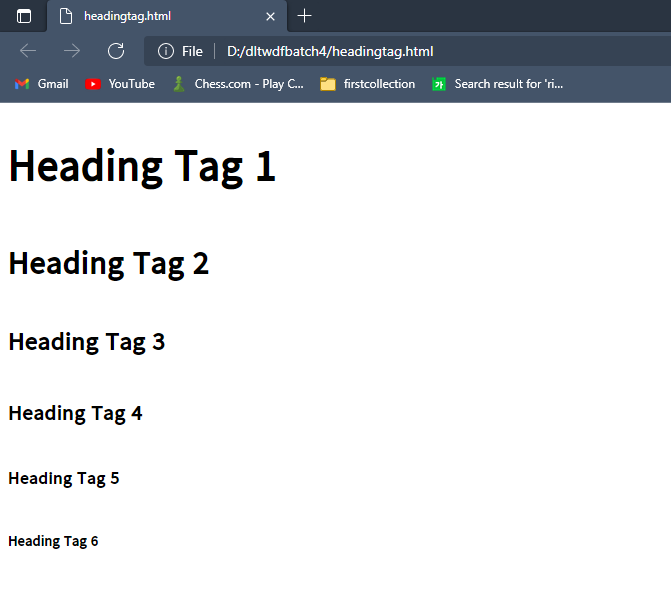 headingtag.html
File D:/dltwdfbatch4/headingtag.html
Gmail YouTube Chess.com - Play C... firstcollection 가 Search result for 'ri...
Heading Tag 1
Heading Tag 2
Heading Tag 3
Heading Tag 4
Heading Tag 5
Heading Tag 6